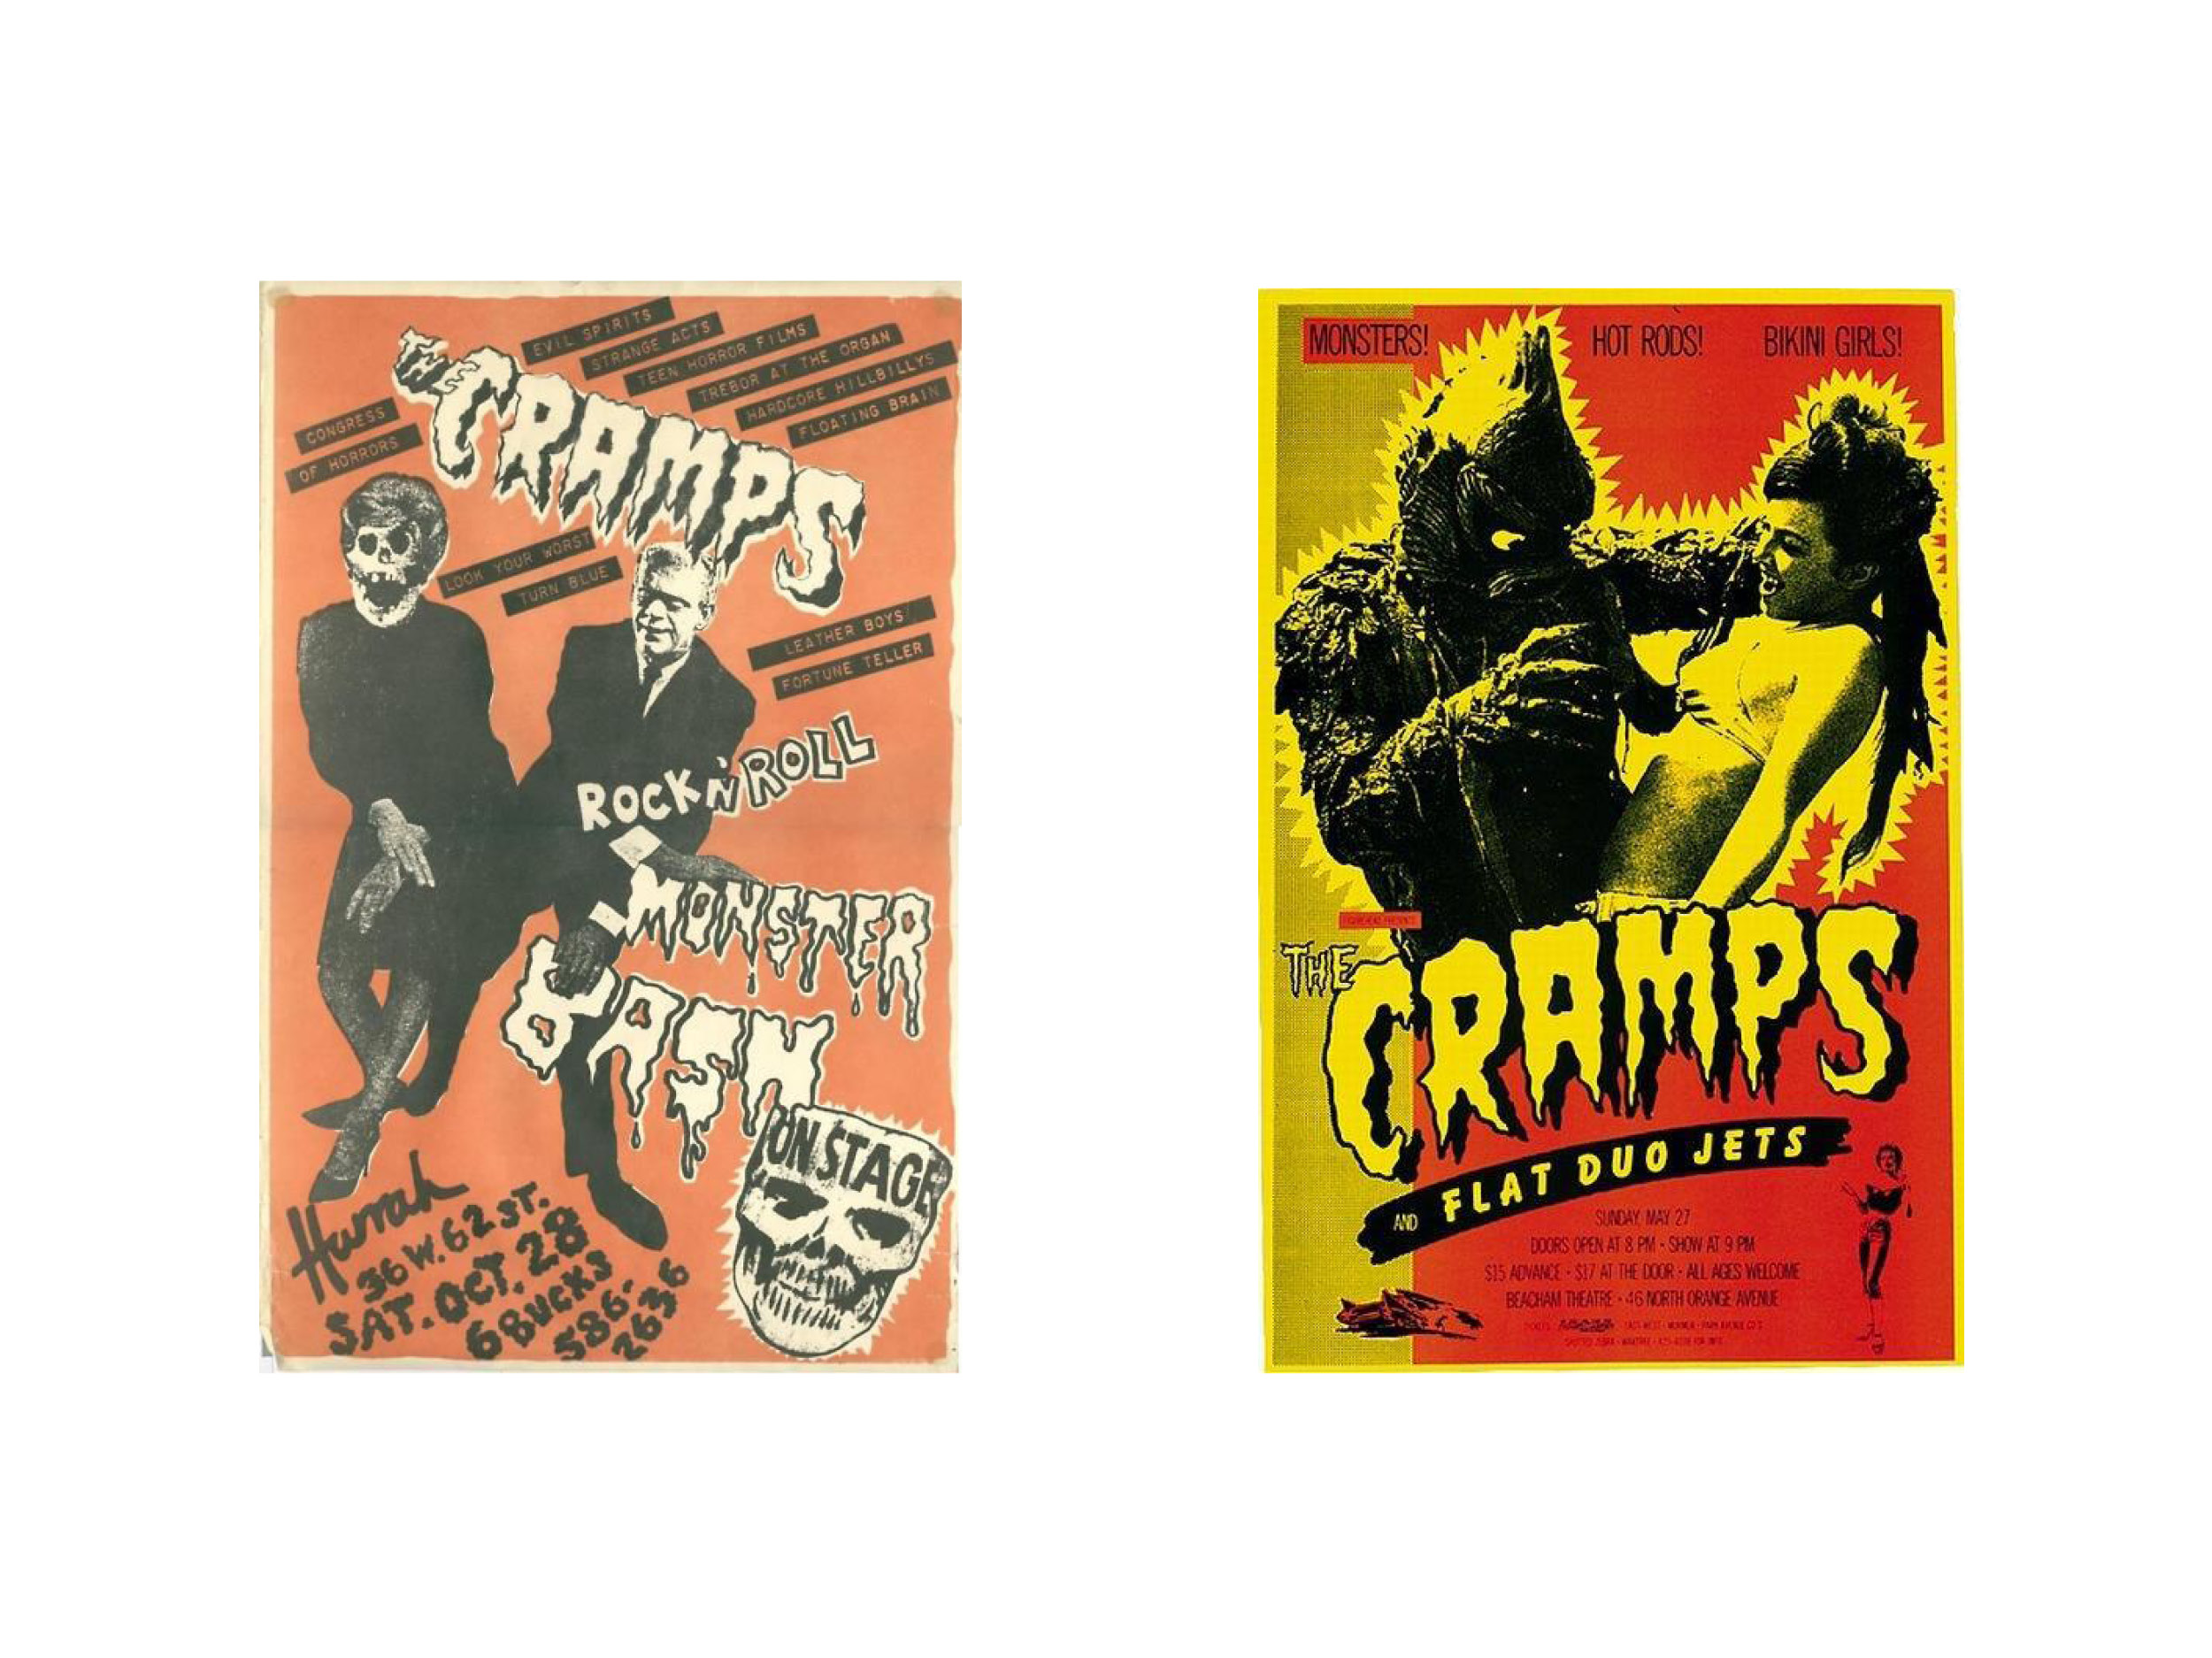 EVIL SPIRITS
STRANGE ACTS
TEEN HORROR FILMS
TREBOR AT THE ORGAN
HARDCORE HILLBILLYS
FLOATING BRAIN
THE
CRAMPS
CONGRESS
OF HORRORS
LOOK YOUR WORST
TURN BLUE
LEATHER BOYS
FORTUNE TELLER
ROCK 'N' ROLL
MONSTER
BASH
ON STAGE
Hurrah
36 W. 62 ST.
SAT. OCT. 28
6 BUCKS
586-
2636
MONSTERS! HOT RODS! BIKINI GIRLS!
THE
CRAMPS
AND FLAT DUO JETS
SUNDAY, MAY 27
DOORS OPEN AT 8 PM • SHOW AT 9 PM
$15 ADVANCE • $17 AT THE DOOR • ALL AGES WELCOME
BEACHAM THEATRE • 46 NORTH ORANGE AVENUE